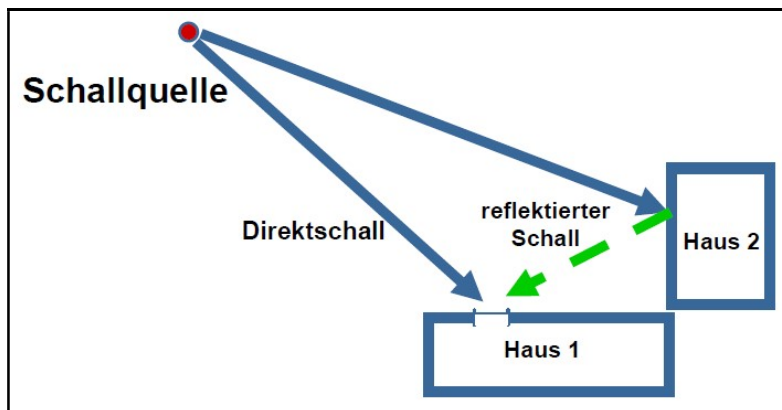 Schallquelle
Direktschall
reflektierter
Schall
Haus 2
Haus 1